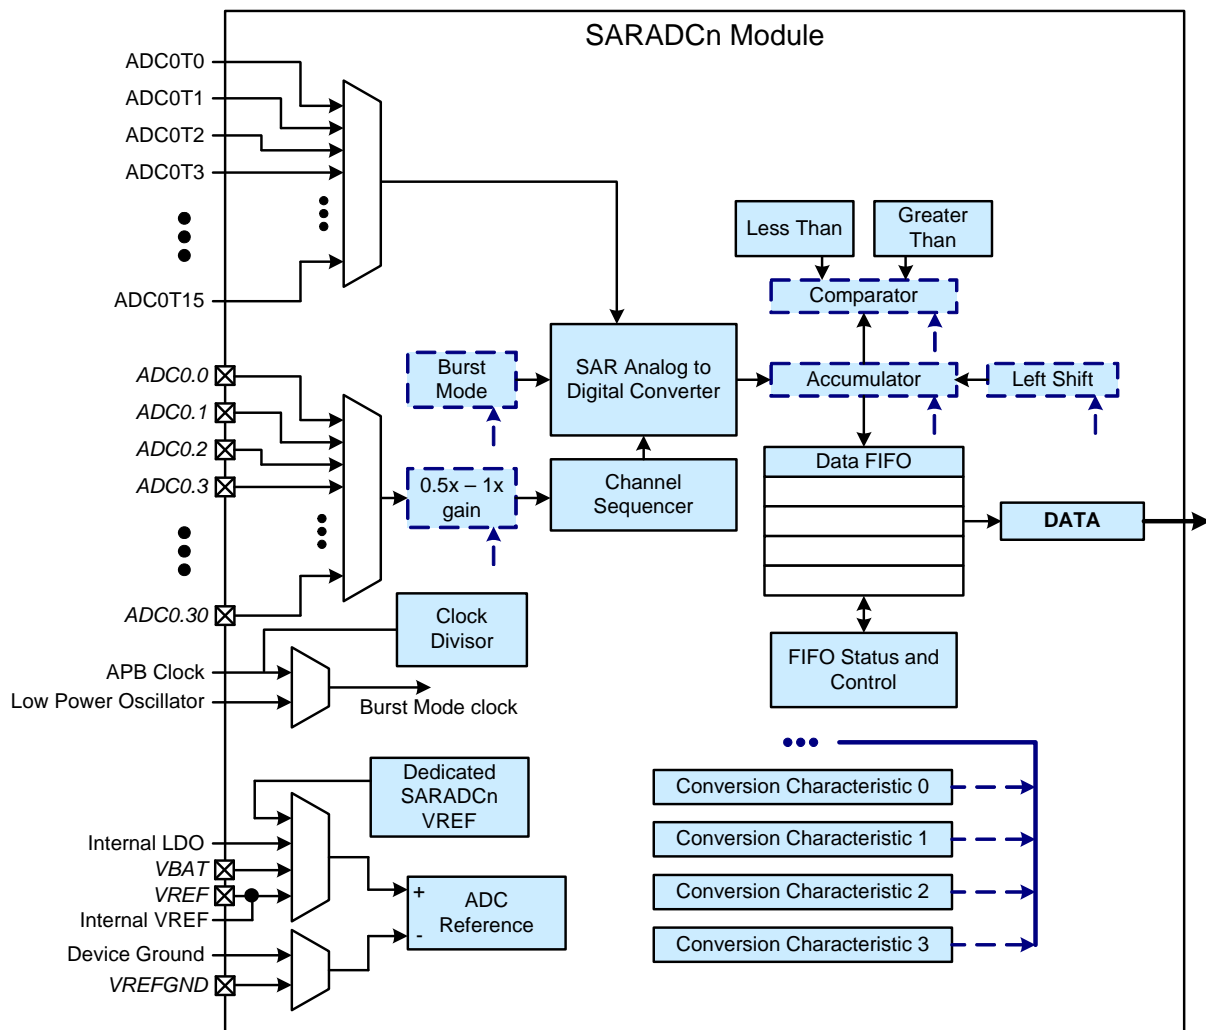 SARADCn Module
ADC0T0
ADC0T1
ADC0T2
ADC0T3
ADC0T15
Less Than
Greater
Than
Comparator
ADC0.0
ADC0.1
ADC0.2
ADC0.3
ADC0.30
Burst
Mode
SAR Analog to
Digital Converter
Accumulator
Left Shift
0.5x – 1x
gain
Channel
Sequencer
Data FIFO
DATA
FIFO Status and
Control
Clock
Divisor
APB Clock
Low Power Oscillator
Burst Mode clock
Dedicated
SARADCn
VREF
Internal LDO
VBAT
VREF
Internal VREF
Device Ground
VREFGND
+
-
ADC
Reference
Conversion Characteristic 0
Conversion Characteristic 1
Conversion Characteristic 2
Conversion Characteristic 3